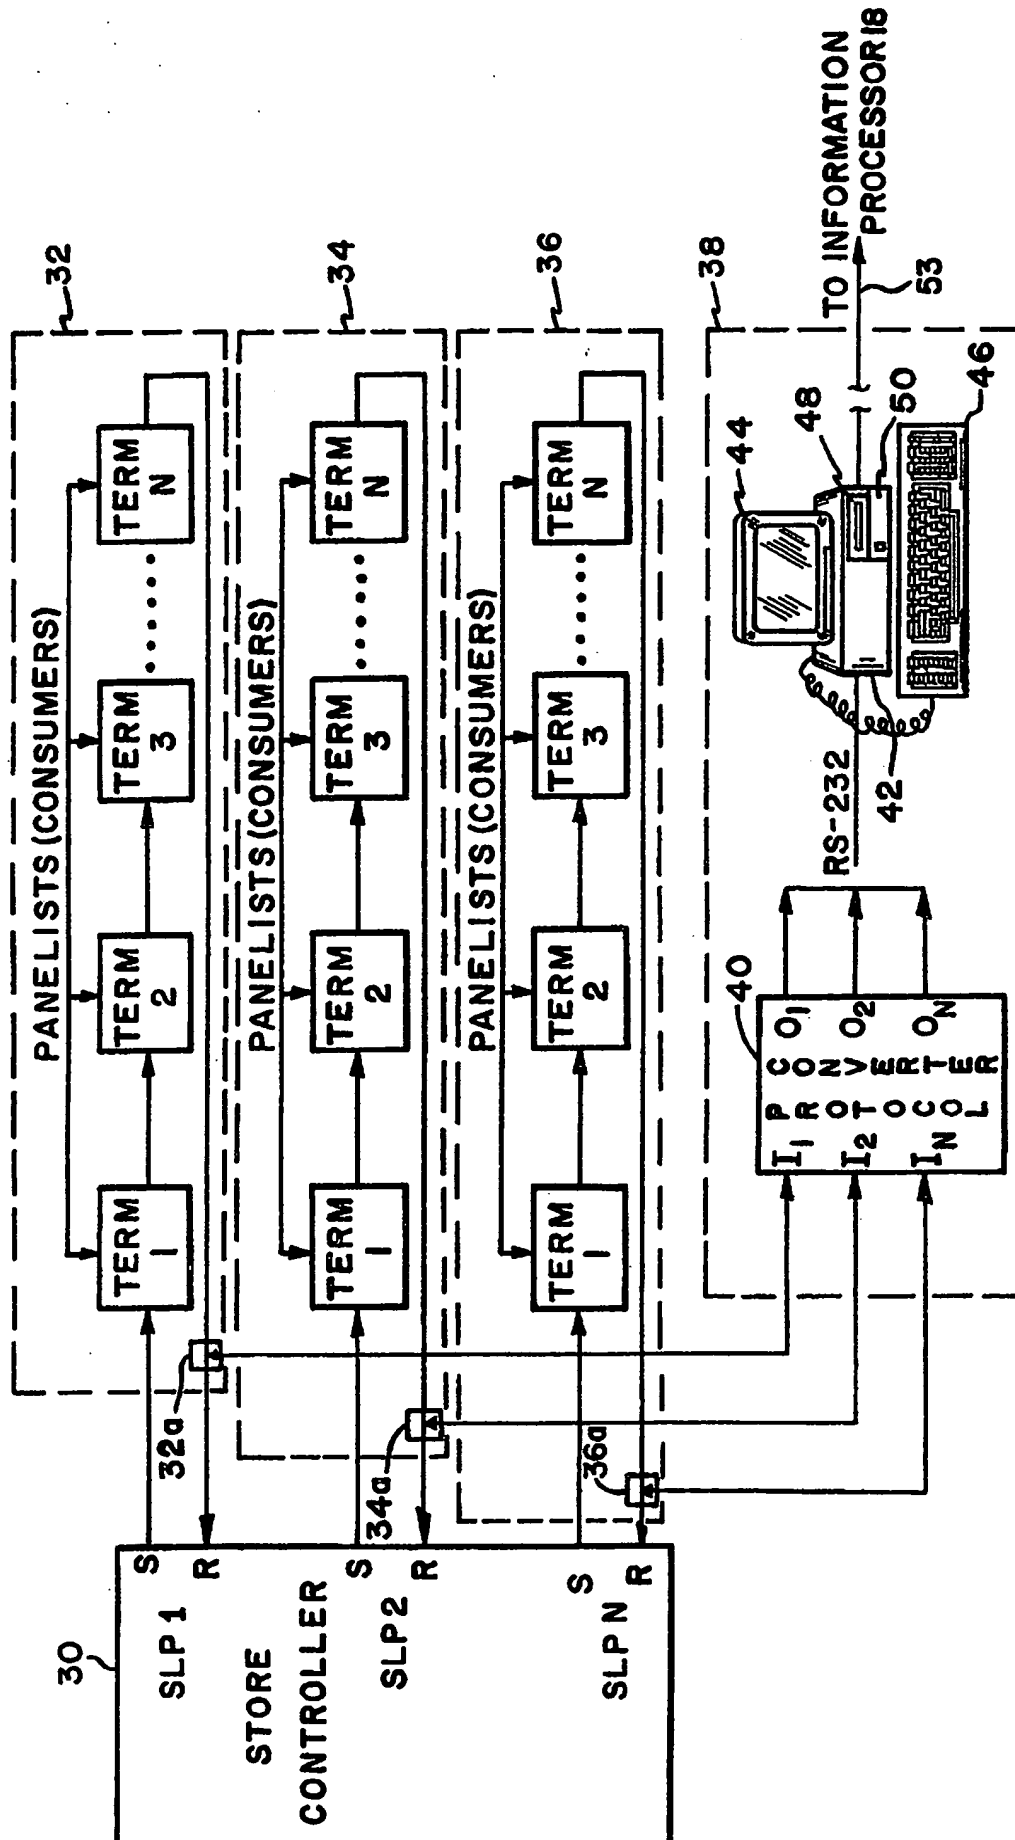 30
STORE
CONTROLLER
SLP 1
S
R
SLP 2
S
R
SLP N
S
R
32
PANELISTS (CONSUMERS)
TERM
1
TERM
2
TERM
3
TERM
N
32a
34
PANELISTS (CONSUMERS)
TERM
1
TERM
2
TERM
3
TERM
N
34a
36
PANELISTS (CONSUMERS)
TERM
1
TERM
2
TERM
3
TERM
N
36a
38
40
I1
I2
IN
PROTOCOL
CONVERTER
O1
O2
ON
RS-232
42
44
48
50
46
53
TO INFORMATION
PROCESSOR 18